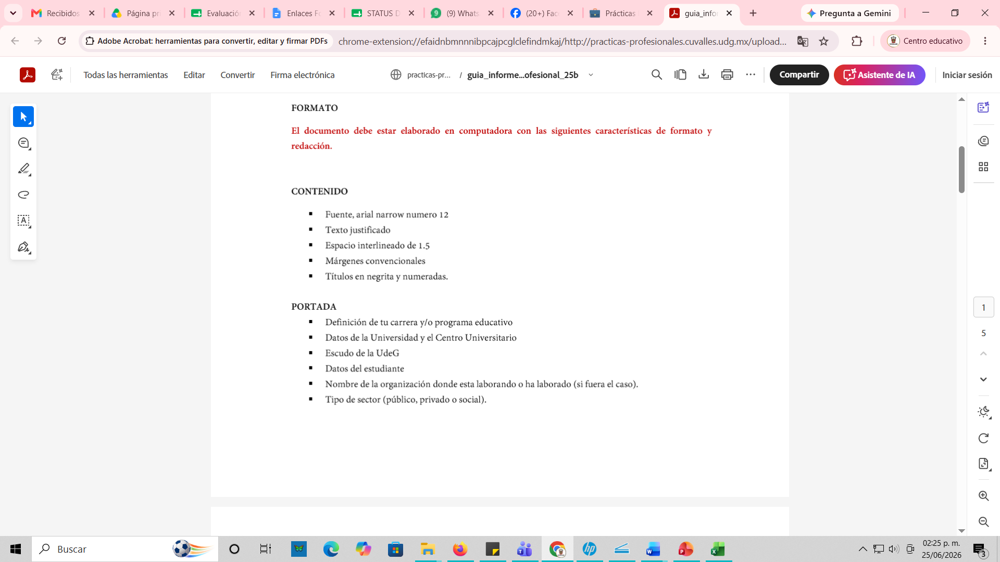 Recibidos
Página pri
Evaluación
Enlaces Fo
STATUS D
9
(9) Whats
(20+) Fac
Prácticas
guia_infor
Pregunta a Gemini
Adobe Acrobat: herramientas para convertir, editar y firmar PDFs
chrome-extension://efaidnbmnnnibpcajpcglclefindmkaj/http://practicas-profesionales.cuvalles.udg.mx/upload...
Centro educativo
Todas las herramientas
Editar
Convertir
Firma electrónica
practicas-pr... / guia_informe...ofesional_25b
Compartir
Asistente de IA
Iniciar sesión
FORMATO
El documento debe estar elaborado en computadora con las siguientes características de formato y
redacción.
CONTENIDO
▪ Fuente, arial narrow numero 12
▪ Texto justificado
▪ Espacio interlineado de 1.5
▪ Márgenes convencionales
▪ Títulos en negrita y numeradas.
PORTADA
▪ Definición de tu carrera y/o programa educativo
▪ Datos de la Universidad y el Centro Universitario
▪ Escudo de la UdeG
▪ Datos del estudiante
▪ Nombre de la organización donde esta laborando o ha laborado (si fuera el caso).
▪ Tipo de sector (público, privado o social).
1
5
Buscar
02:25 p. m.
25/06/2026
3